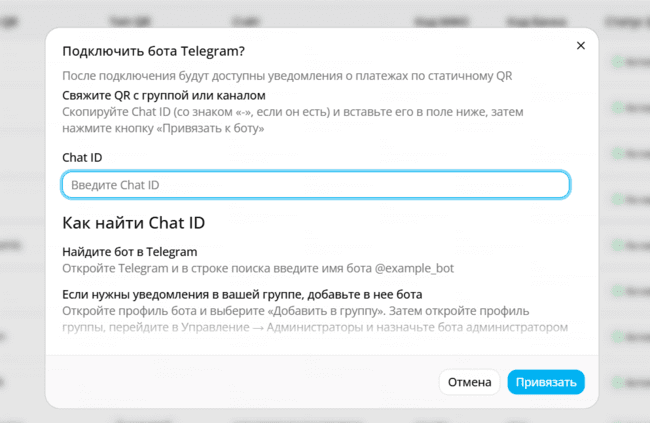 Подключить бота Telegram?
После подключения будут доступны уведомления о платежах по статичному QR
Свяжите QR с группой или каналом
Скопируйте Chat ID (со знаком «-», если он есть) и вставьте его в поле ниже, затем
нажмите кнопку «Привязать к боту»
Chat ID
Введите Chat ID
Как найти Chat ID
Найдите бот в Telegram
Откройте Telegram и в строке поиска введите имя бота @example_bot
Если нужны уведомления в вашей группе, добавьте в нее бота
Откройте профиль бота и выберите «Добавить в группу». Затем откройте профиль
группы, перейдите в Управление → Администраторы и назначьте бота администратором
Отмена
Привязать